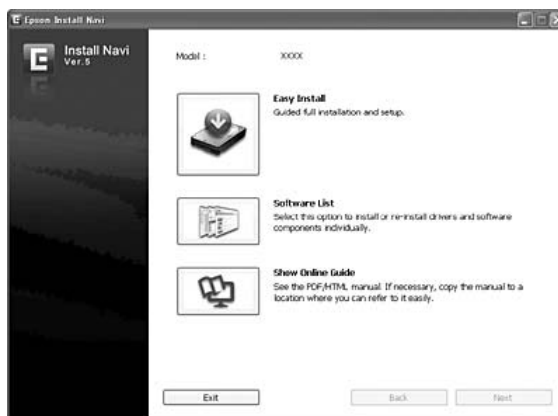 Epson Install Navi
Install Navi
Ver.5
Model : XXXX
Easy Install
Guided full installation and setup.
Software List
Select this option to install or re-install drivers and software
components individually.
Show Online Guide
See the PDF/HTML manual. If necessary, copy the manual to a
location where you can refer to it easily.
Exit
Back
Next